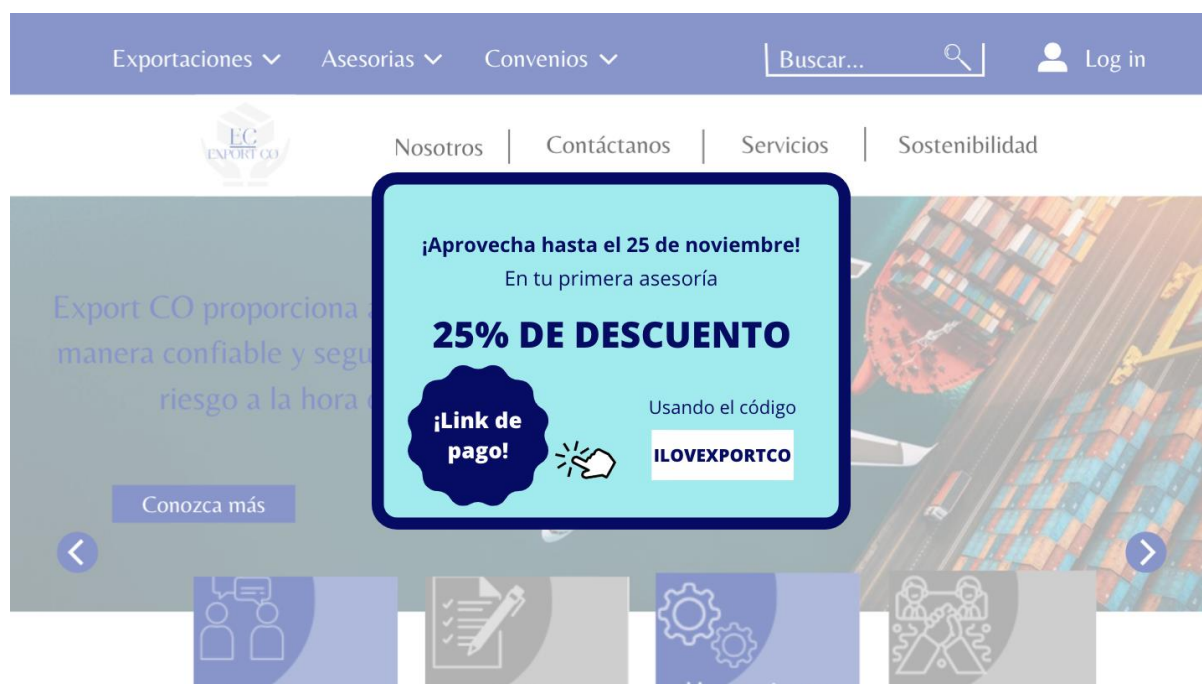 Exportaciones
Asesorias
Convenios
Buscar...
Log in
EC
EXPORT CO
Nosotros
Contáctanos
Servicios
Sostenibilidad
¡Aprovecha hasta el 25 de noviembre!
En tu primera asesoría
25% DE DESCUENTO
¡Link de
pago!
Usando el código
ILOVEXPORTCO
Export CO proporciona
manera confiable y segu
riesgo a la hora
Conozca más